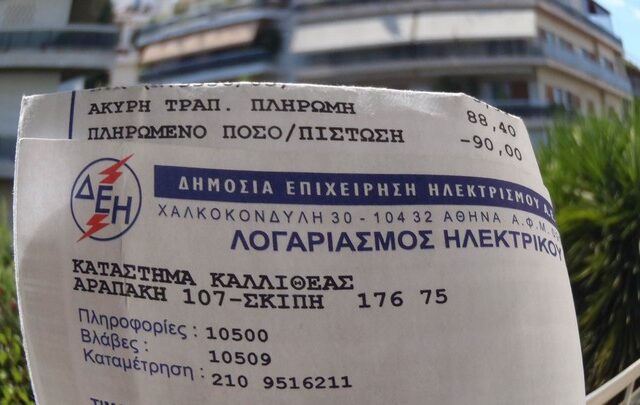 ΑΚΥΡΗ ΤΡΑΠ. ΠΛΗΡΩΜΗ 88,40
ΠΛΗΡΩΜΕΝΟ ΠΟΣΟ/ΠΙΣΤΩΣΗ -90,00
ΔΕΗ
ΔΗΜΟΣΙΑ ΕΠΙΧΕΙΡΗΣΗ ΗΛΕΚΤΡΙΣΜΟΥ Α.Ε.
ΧΑΛΚΟΚΟΝΔΥΛΗ 30 - 104 32 ΑΘΗΝΑ Α.Φ.Μ.
ΛΟΓΑΡΙΑΣΜΟΣ ΗΛΕΚΤΡΙΚΟΥ
ΚΑΤΑΣΤΗΜΑ ΚΑΛΛΙΘΕΑΣ
ΑΡΑΠΑΚΗ 107-ΣΚΙΠΗ 176 75
Πληροφορίες : 10500
Βλάβες : 10509
Καταμέτρηση : 210 9516211